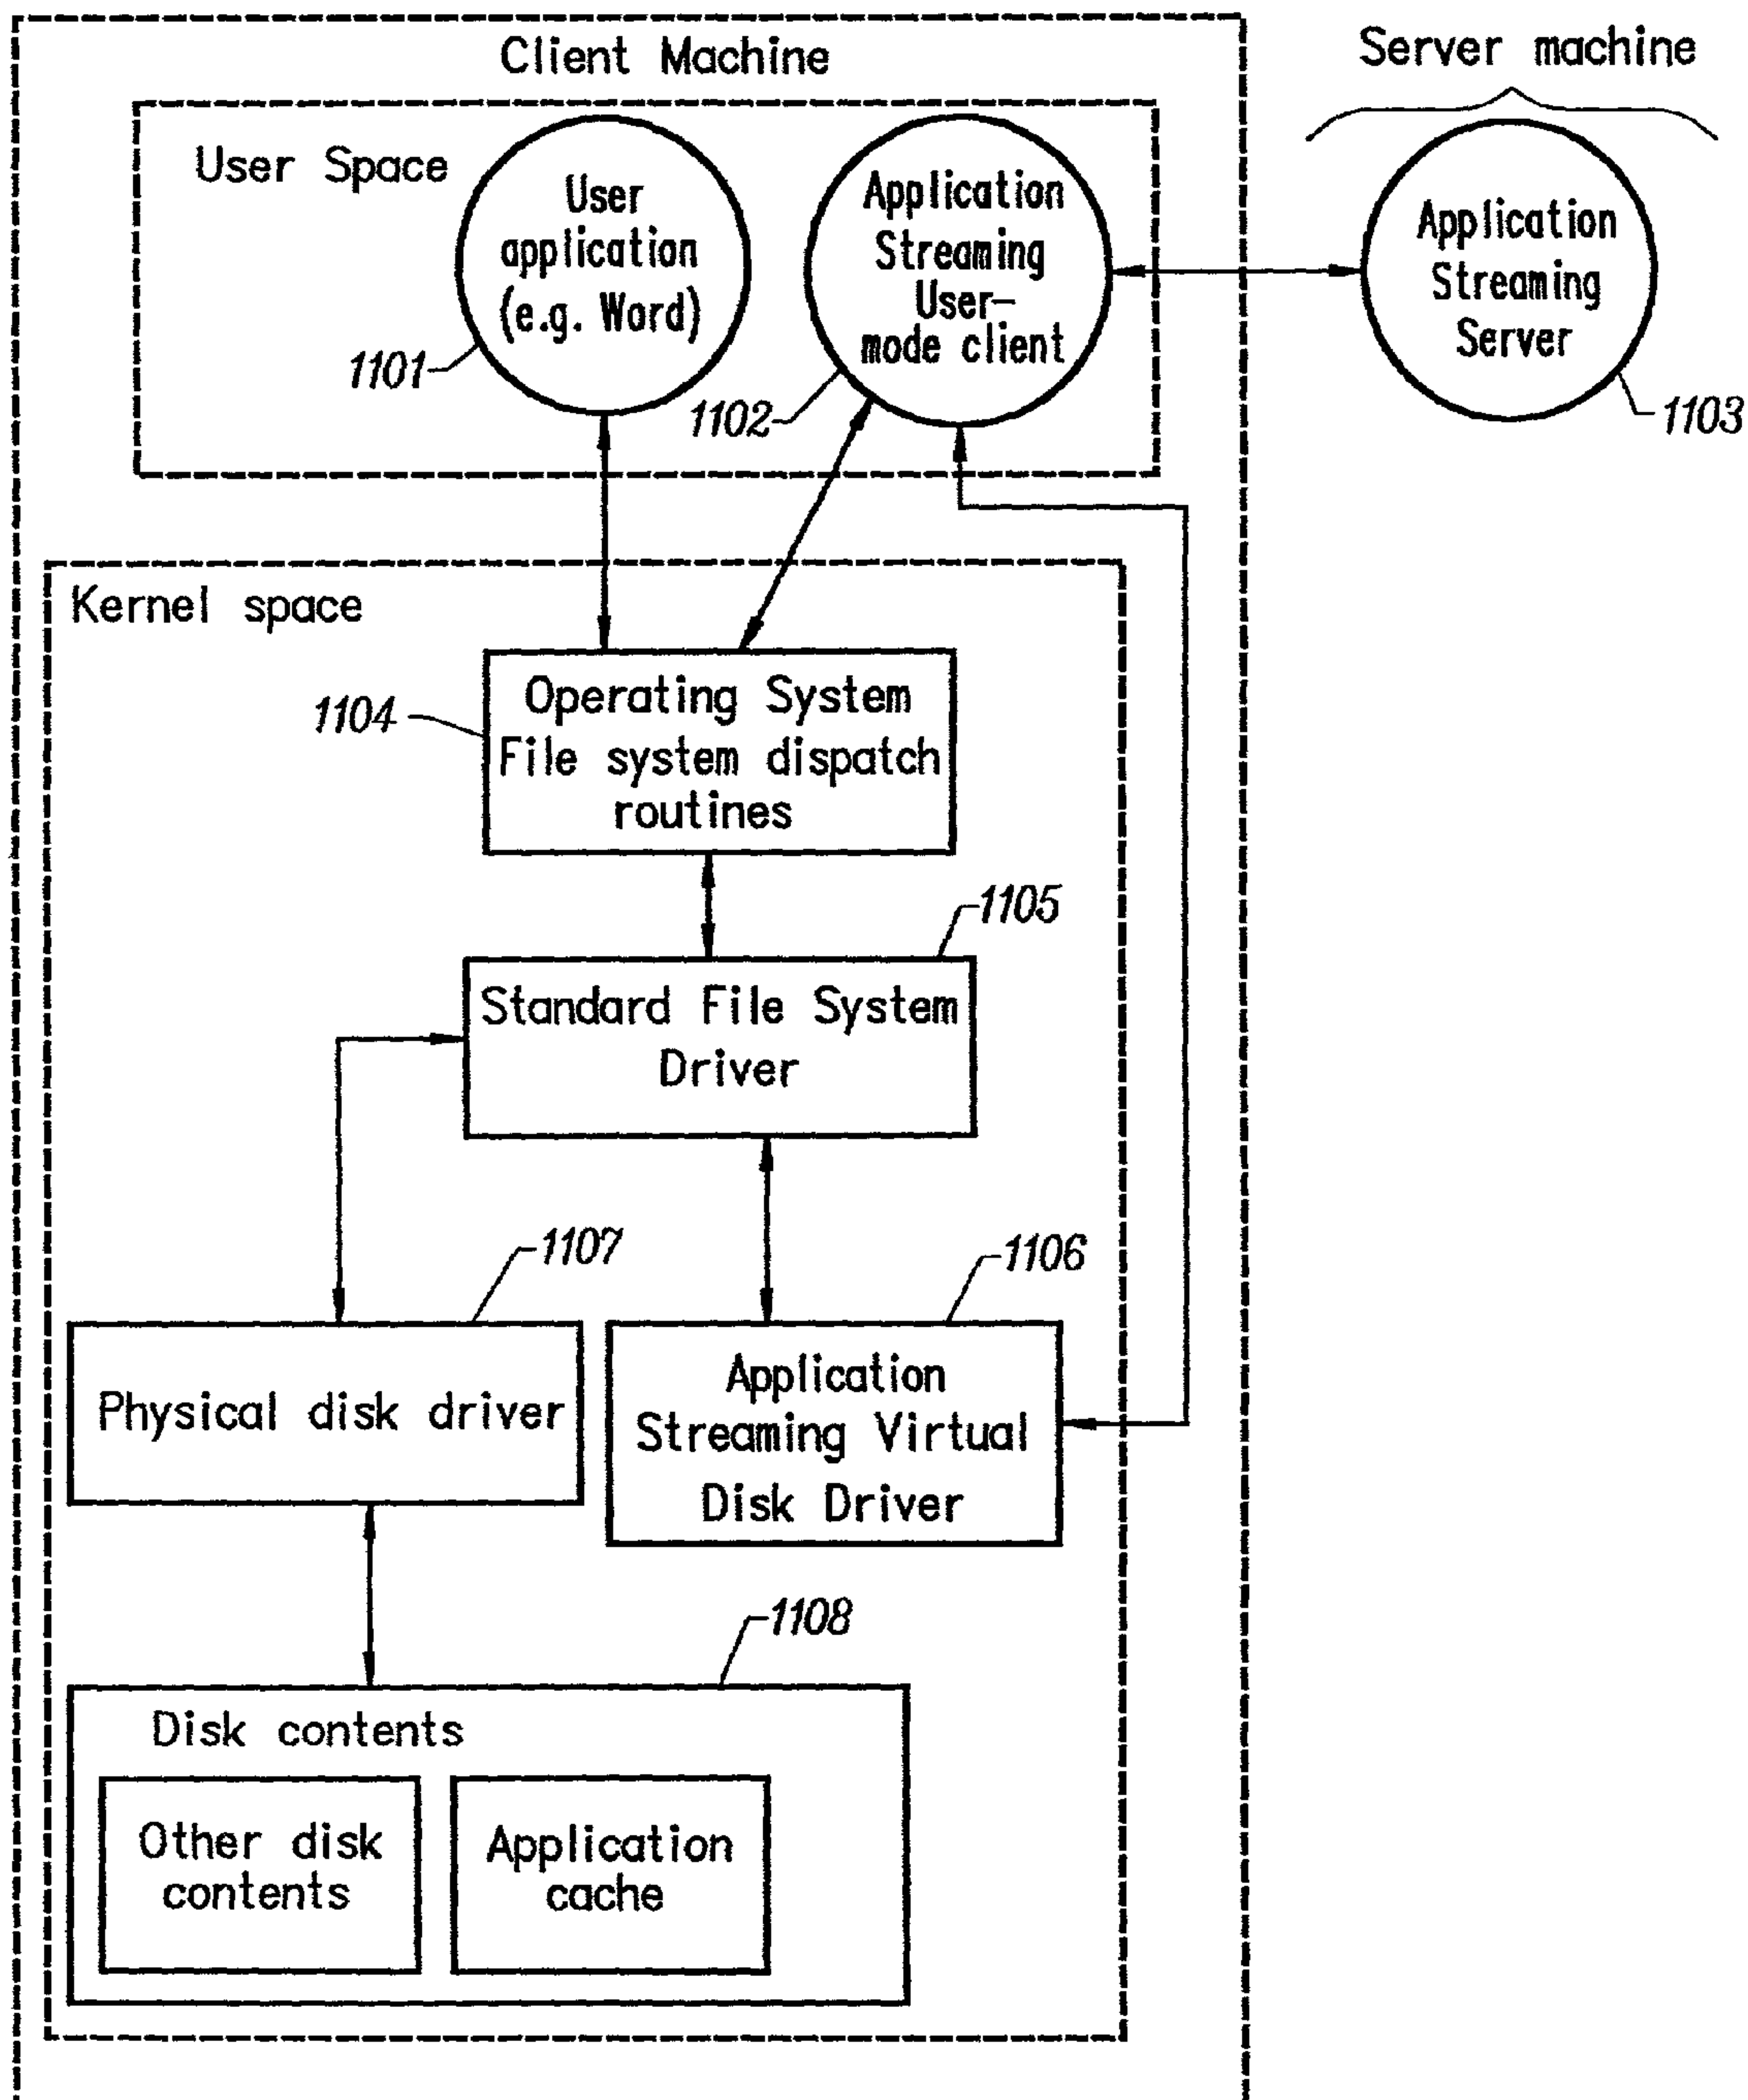 Client Machine
Server machine
User Space
User
application
(e.g. Word)
1101
Application
Streaming
User-
mode client
1102
Application
Streaming
Server
1103
Kernel space
Operating System
File system dispatch
routines
1104
1105
Standard File System
Driver
1107
1106
Physical disk driver
Application
Streaming Virtual
Disk Driver
1108
Disk contents
Other disk
contents
Application
cache